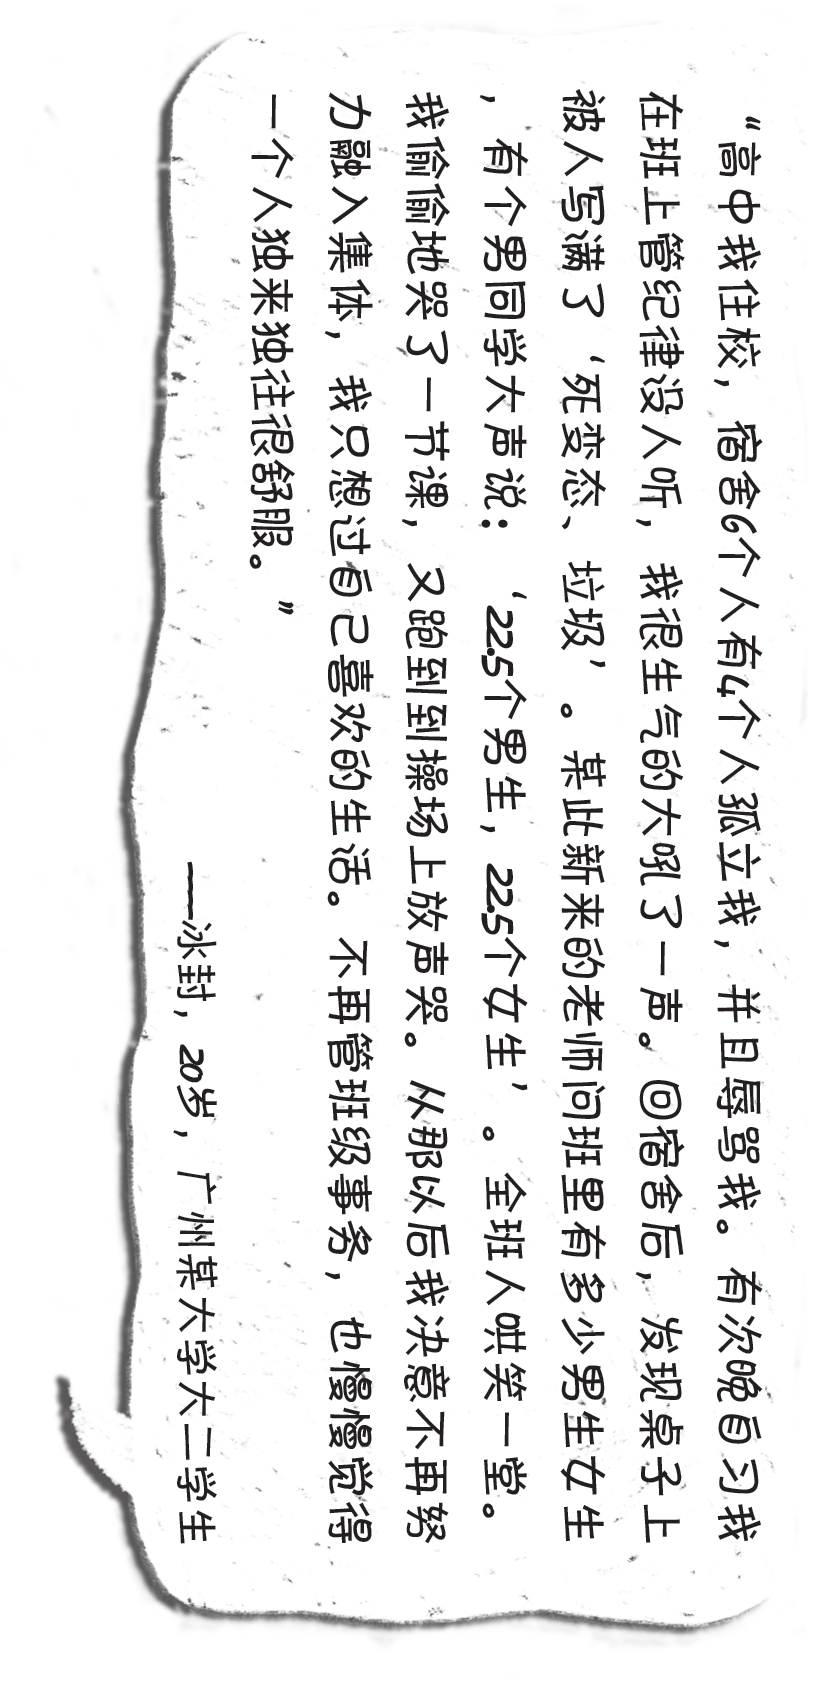 “高中我住校，宿舍6个人有4个人孤立我，并且辱骂我。有次晚自习我
在班上管纪律没人听，我很生气的大吼了一声。回宿舍后，发现桌子上
被人写满了‘死变态、垃圾’。某此新来的老师问班里有多少男生女生
，有个男同学大声说：‘22.5个男生，22.5个女生’。全班人哄笑一堂。
我偷偷地哭了一节课，又跑到到操场上放声哭。从那以后我决意不再努
力融入集体，我只想过自己喜欢的生活。不再管班级事务，也慢慢觉得
一个人独来独往很舒服。”
——冰封，20岁，广州某大学大二学生